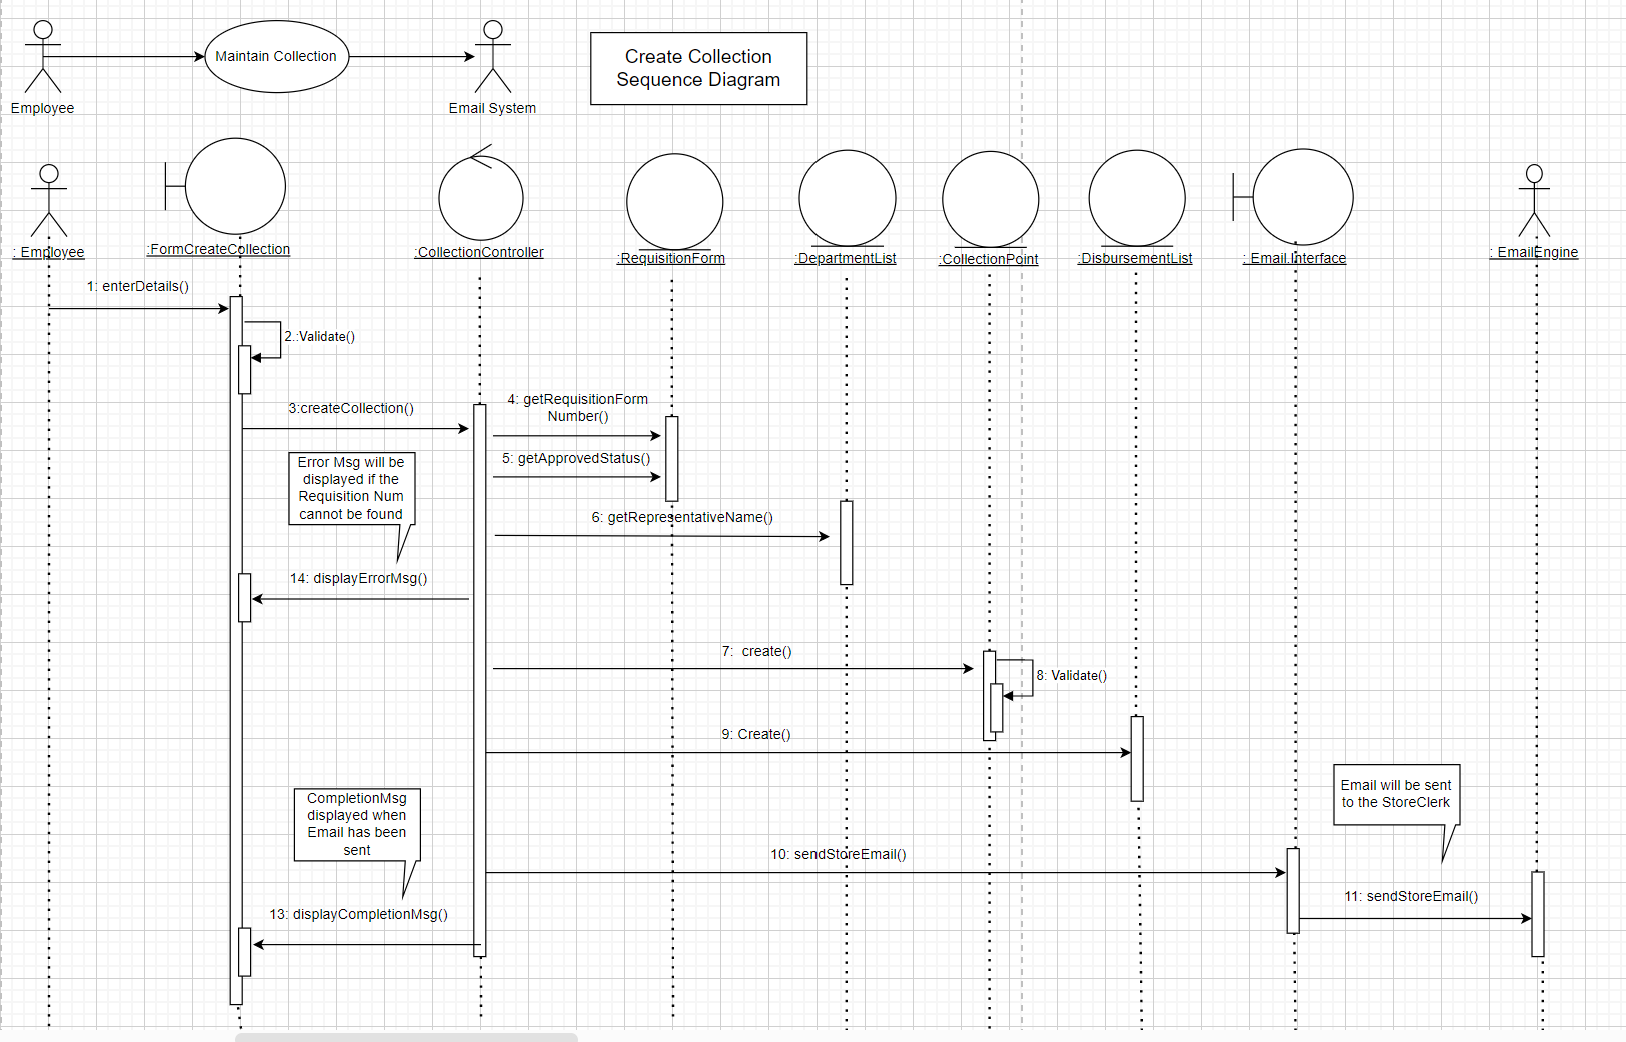 Maintain Collection
Create Collection
Sequence Diagram
Employee
Email System
: Employee
:FormCreateCollection
:CollectionController
:RequisitionForm
:DepartmentList
:CollectionPoint
:DisbursementList
: Email.Interface
: EmailEngine
1: enterDetails()
2.:Validate()
3:createCollection()
4: getRequisitionForm
Number()
5: getApprovedStatus()
Error Msg will be
displayed if the
Requisition Num
cannot be found
6: getRepresentativeName()
14: displayErrorMsg()
7:  create()
8: Validate()
9: Create()
CompletionMsg
displayed when
Email has been
sent
Email will be sent
to the StoreClerk
10: sendStoreEmail()
11: sendStoreEmail()
13: displayCompletionMsg()